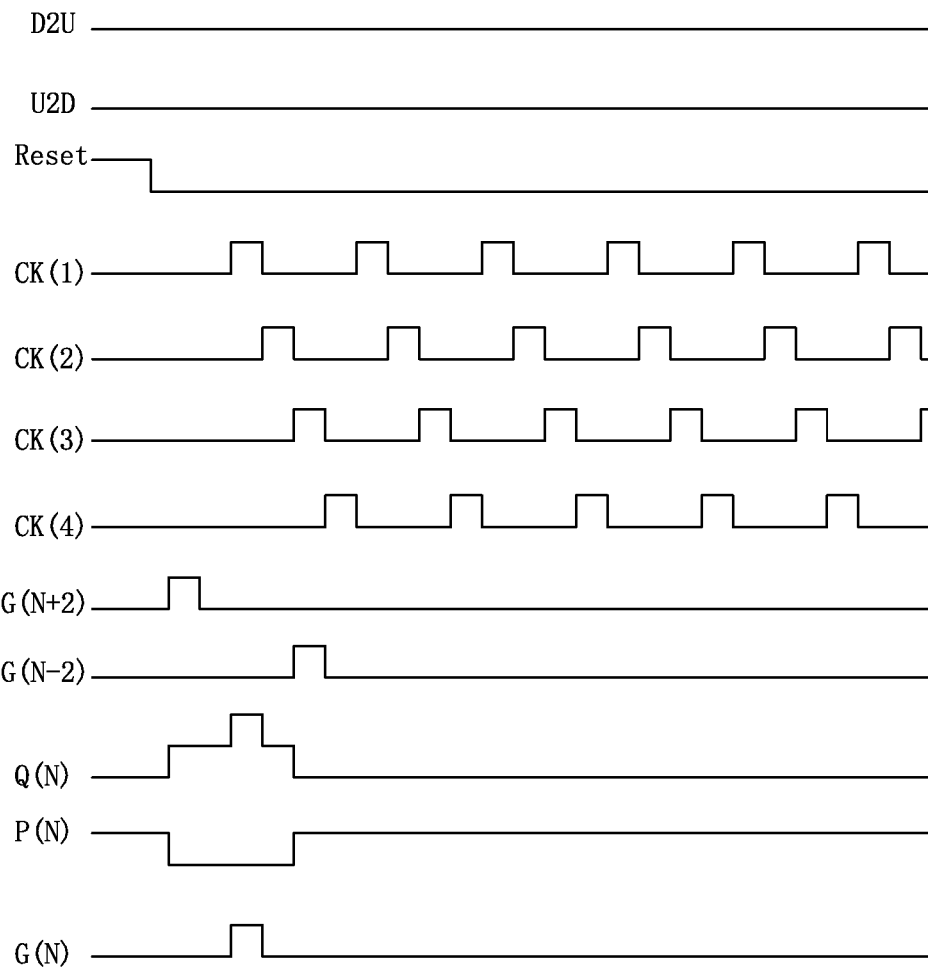 D2U
U2D
Reset
CK(1)
CK(2)
CK(3)
CK(4)
G(N+2)
G(N-2)
Q(N)
P(N)
G(N)